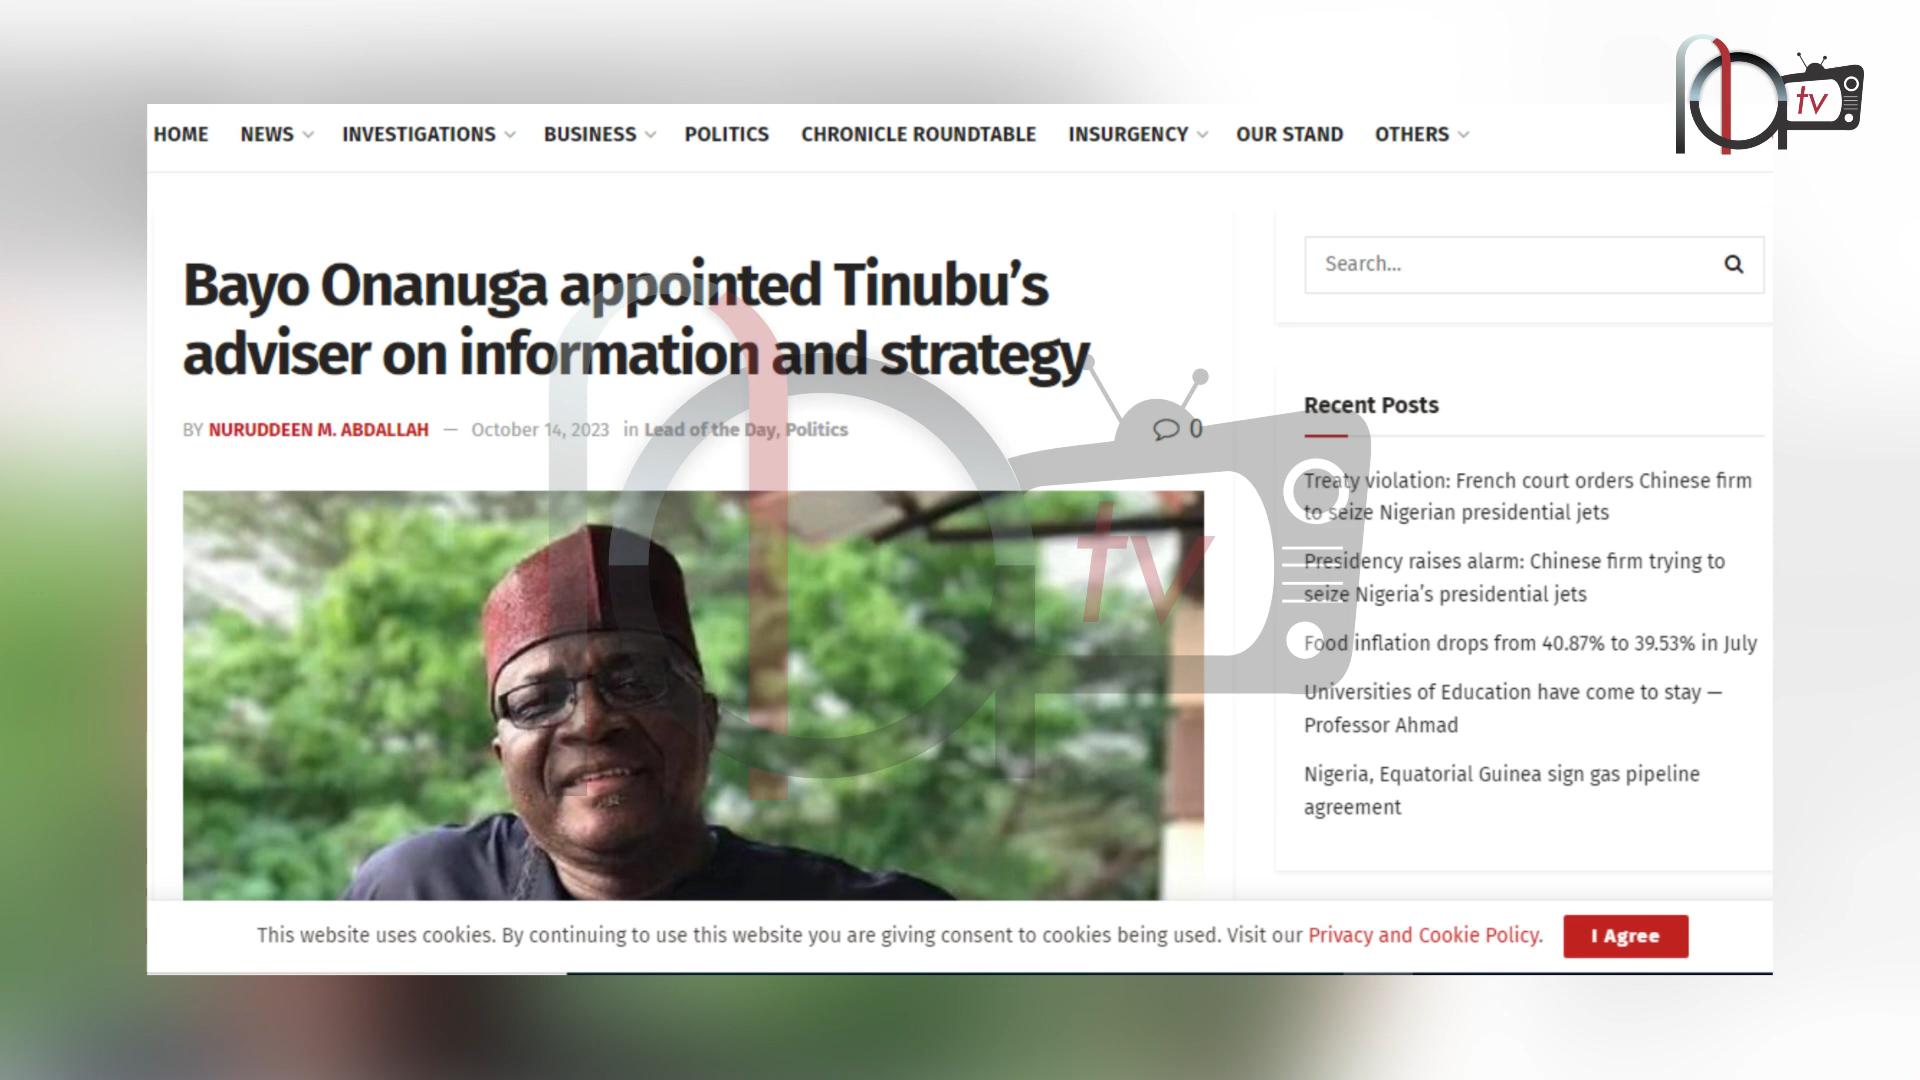 tv
HOME NEWS INVESTIGATIONS BUSINESS POLITICS CHRONICLE ROUNDTABLE INSURGENCY OUR STAND OTHERS
Bayo Onanuga appointed Tinubu’s
adviser on information and strategy
BY NURUDDEEN M. ABDALLAH — October 14, 2023 in Lead of the Day, Politics
0
tv
Search...
Recent Posts
Treaty violation: French court orders Chinese firm
to seize Nigerian presidential jets
Presidency raises alarm: Chinese firm trying to
seize Nigeria’s presidential jets
Food inflation drops from 40.87% to 39.53% in July
Universities of Education have come to stay —
Professor Ahmad
Nigeria, Equatorial Guinea sign gas pipeline
agreement
This website uses cookies. By continuing to use this website you are giving consent to cookies being used. Visit our Privacy and Cookie Policy. I Agree